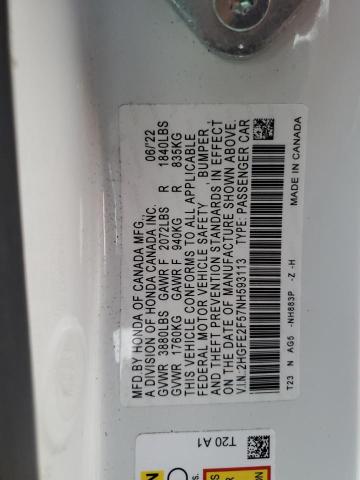 MFD BY HONDA OF CANADA MFG.
A DIVISION OF HONDA CANADA INC. 06/'22
GVWR 3880LBS GAWR F 2072LBS R 1840LBS
GVWR 1760KG GAWR F 940KG R 835KG
THIS VEHICLE CONFORMS TO ALL APPLICABLE
FEDERAL MOTOR VEHICLE SAFETY, BUMPER,
AND THEFT PREVENTION STANDARDS IN EFFECT
ON THE DATE OF MANUFACTURE SHOWN ABOVE.
V.I.N: 2HGFE2F57NH593113 TYPE: PASSENGER CAR
T23 N AG5 -NH883P -Z -H MADE IN CANADA
T20 A1